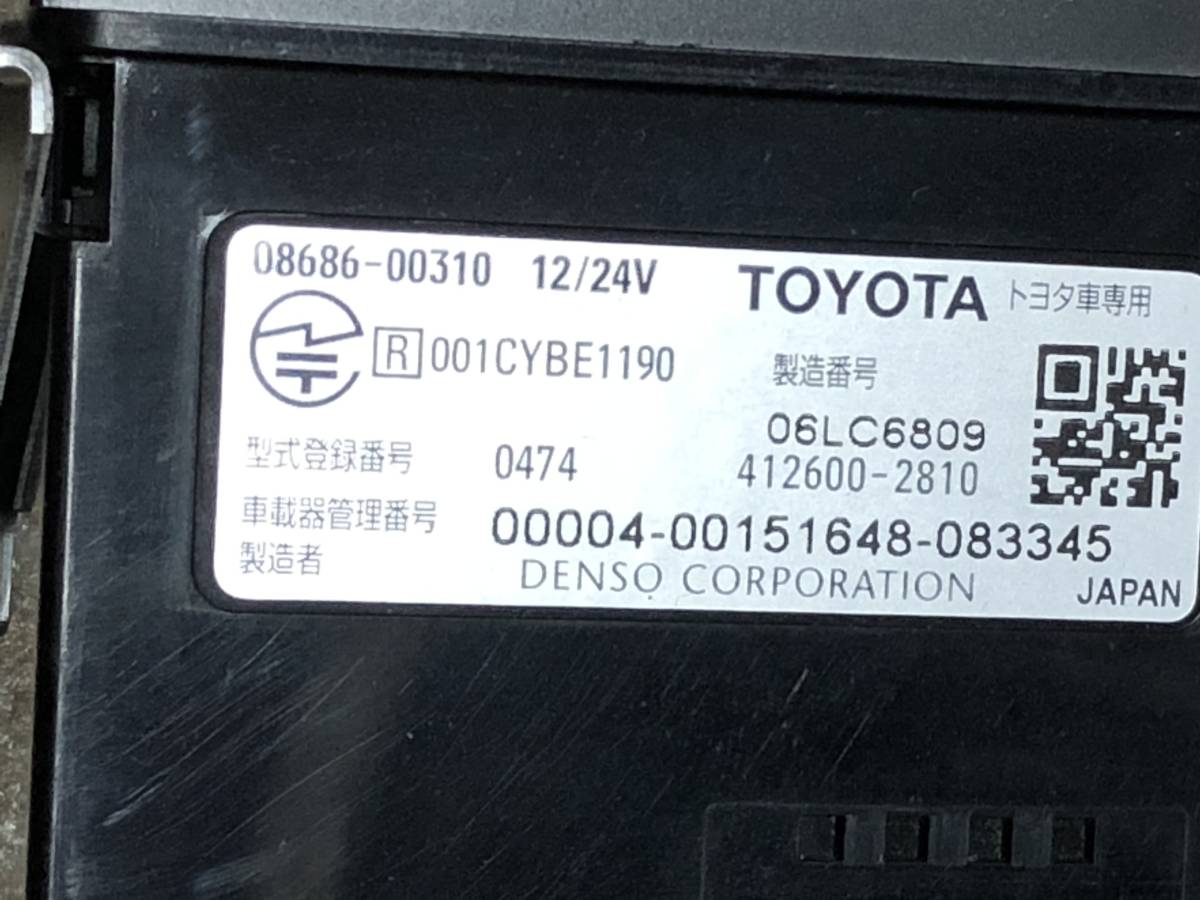 08686-00310 12/24V TOYOTA トヨタ車専用
R 001CYBE1190
製造番号
06LC6809
型式登録番号 0474 412600-2810
車載器管理番号 00004-00151648-083345
製造者 DENSO CORPORATION JAPAN